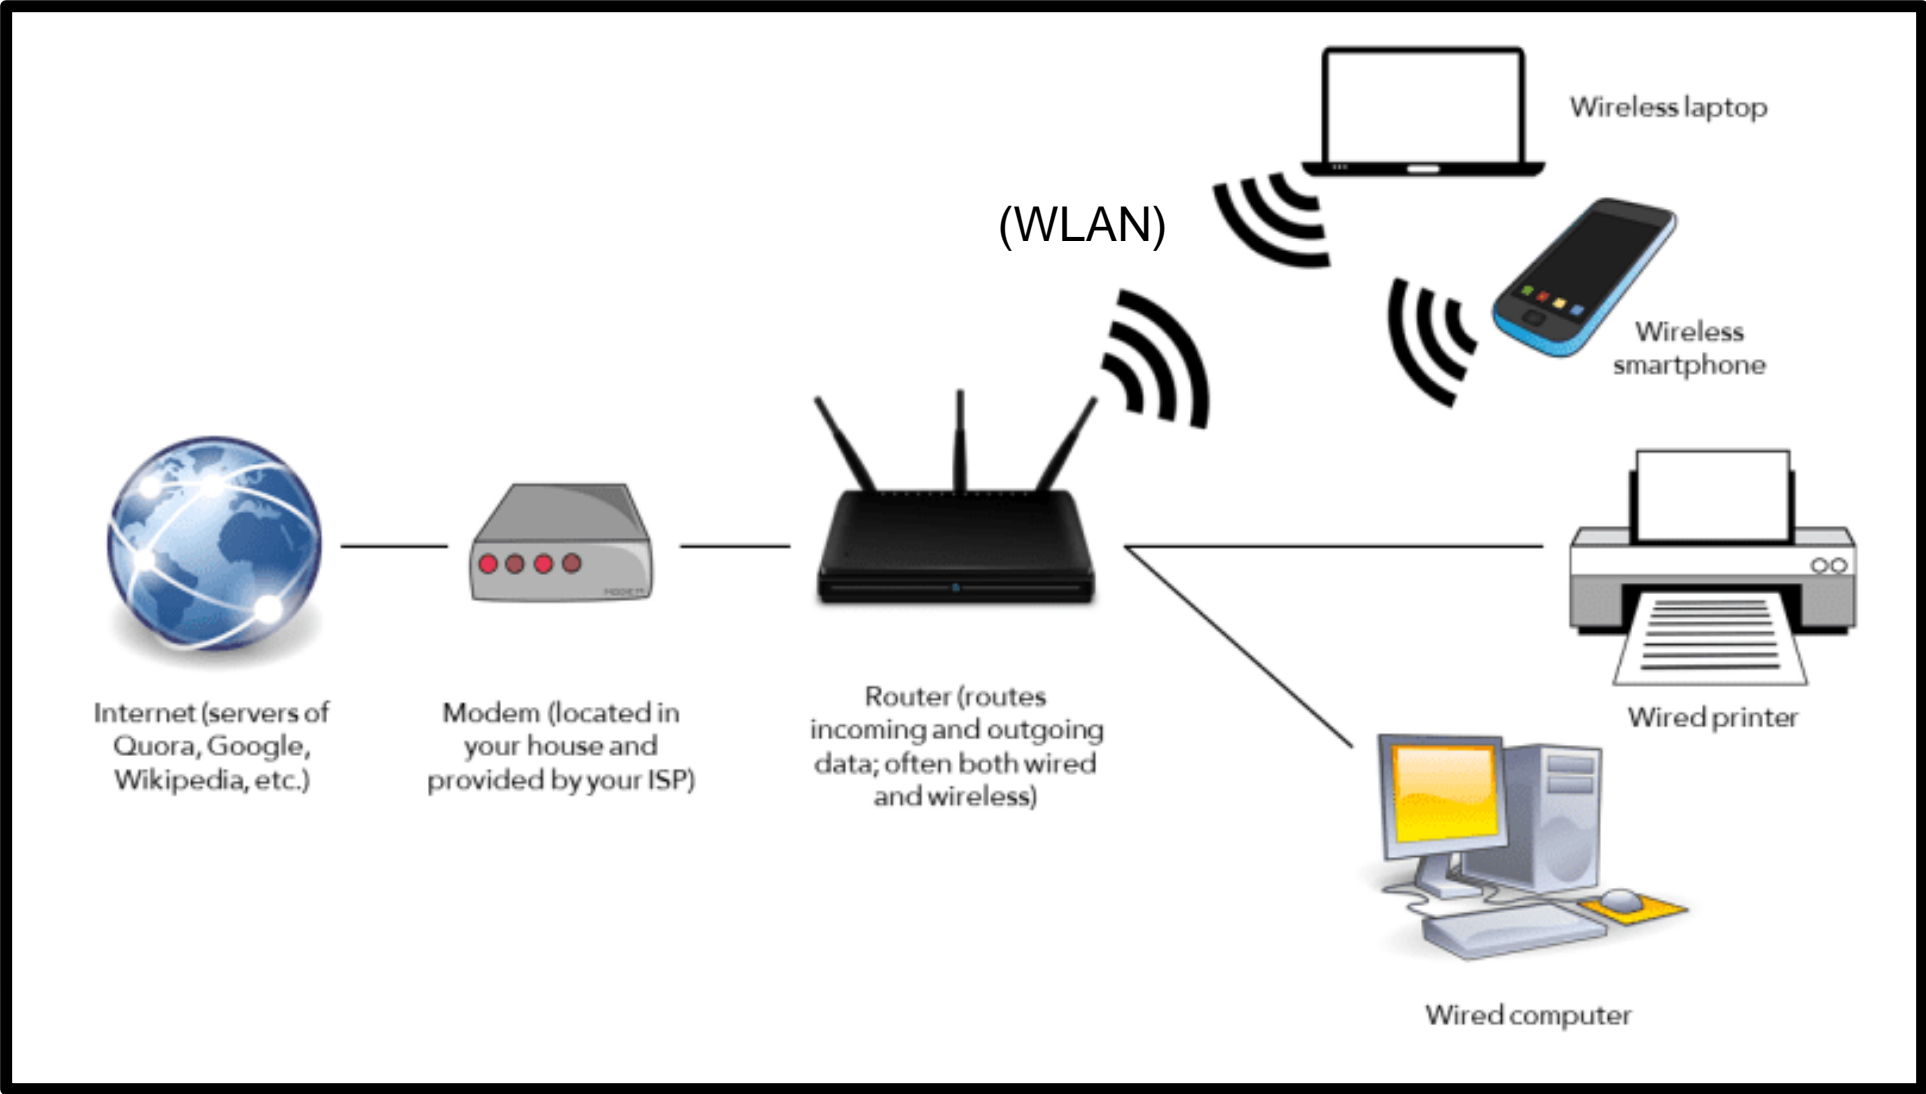 Wireless laptop
(WLAN)
Wireless
smartphone
MODEM
Internet (servers of
Quora, Google,
Wikipedia, etc.)
Modem (located in
your house and
provided by your ISP)
Router (routes
incoming and outgoing
data; often both wired
and wireless)
Wired printer
Wired computer